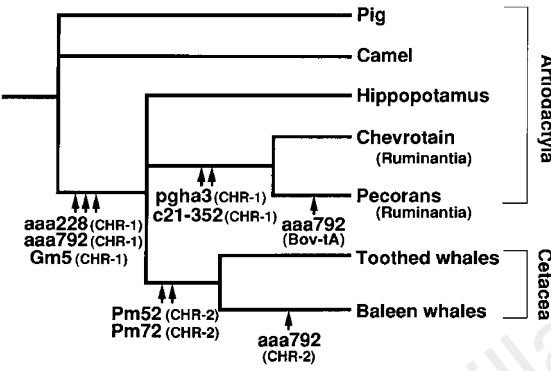 Pig
Camel
Hippopotamus
Chevrotain
(Ruminantia)
Pecorans
(Ruminantia)
Toothed whales
Baleen whales
Artiodactyla
Cetacea
aaa228 (CHR-1)
aaa792 (CHR-1)
Gm5 (CHR-1)
pgha3 (CHR-1)
c21-352 (CHR-1)
aaa792
(Bov-tA)
Pm52 (CHR-2)
Pm72 (CHR-2)
aaa792
(CHR-2)